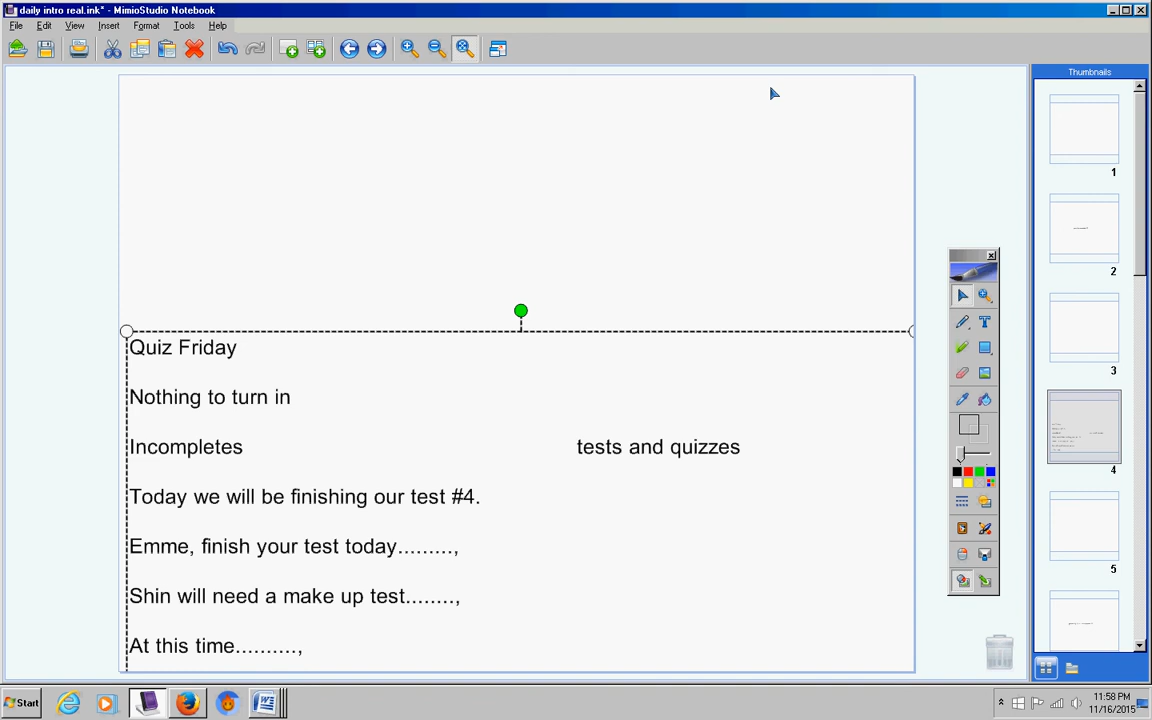 daily intro real.ink* - MimioStudio Notebook
File Edit View Insert Format Tools Help
Thumbnails
1
2
3
4
5
Quiz Friday
Nothing to turn in
Incompletes tests and quizzes
Today we will be finishing our test #4.
Emme, finish your test today.........,
Shin will need a make up test........,
At this time..........,
Start
11:58 PM
11/16/2015